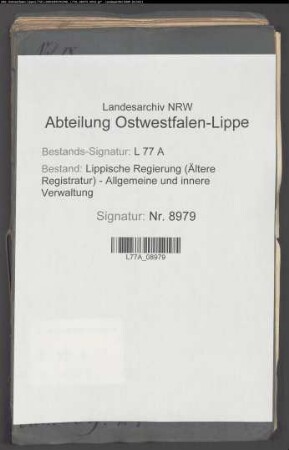 Landesarchiv NRW
Abteilung Ostwestfalen-Lippe
Bestands-Signatur: L 77 A
Bestand: Lippische Regierung (Ältere
Registratur) - Allgemeine und innere
Verwaltung
Signatur: Nr. 8979
L77A_08979